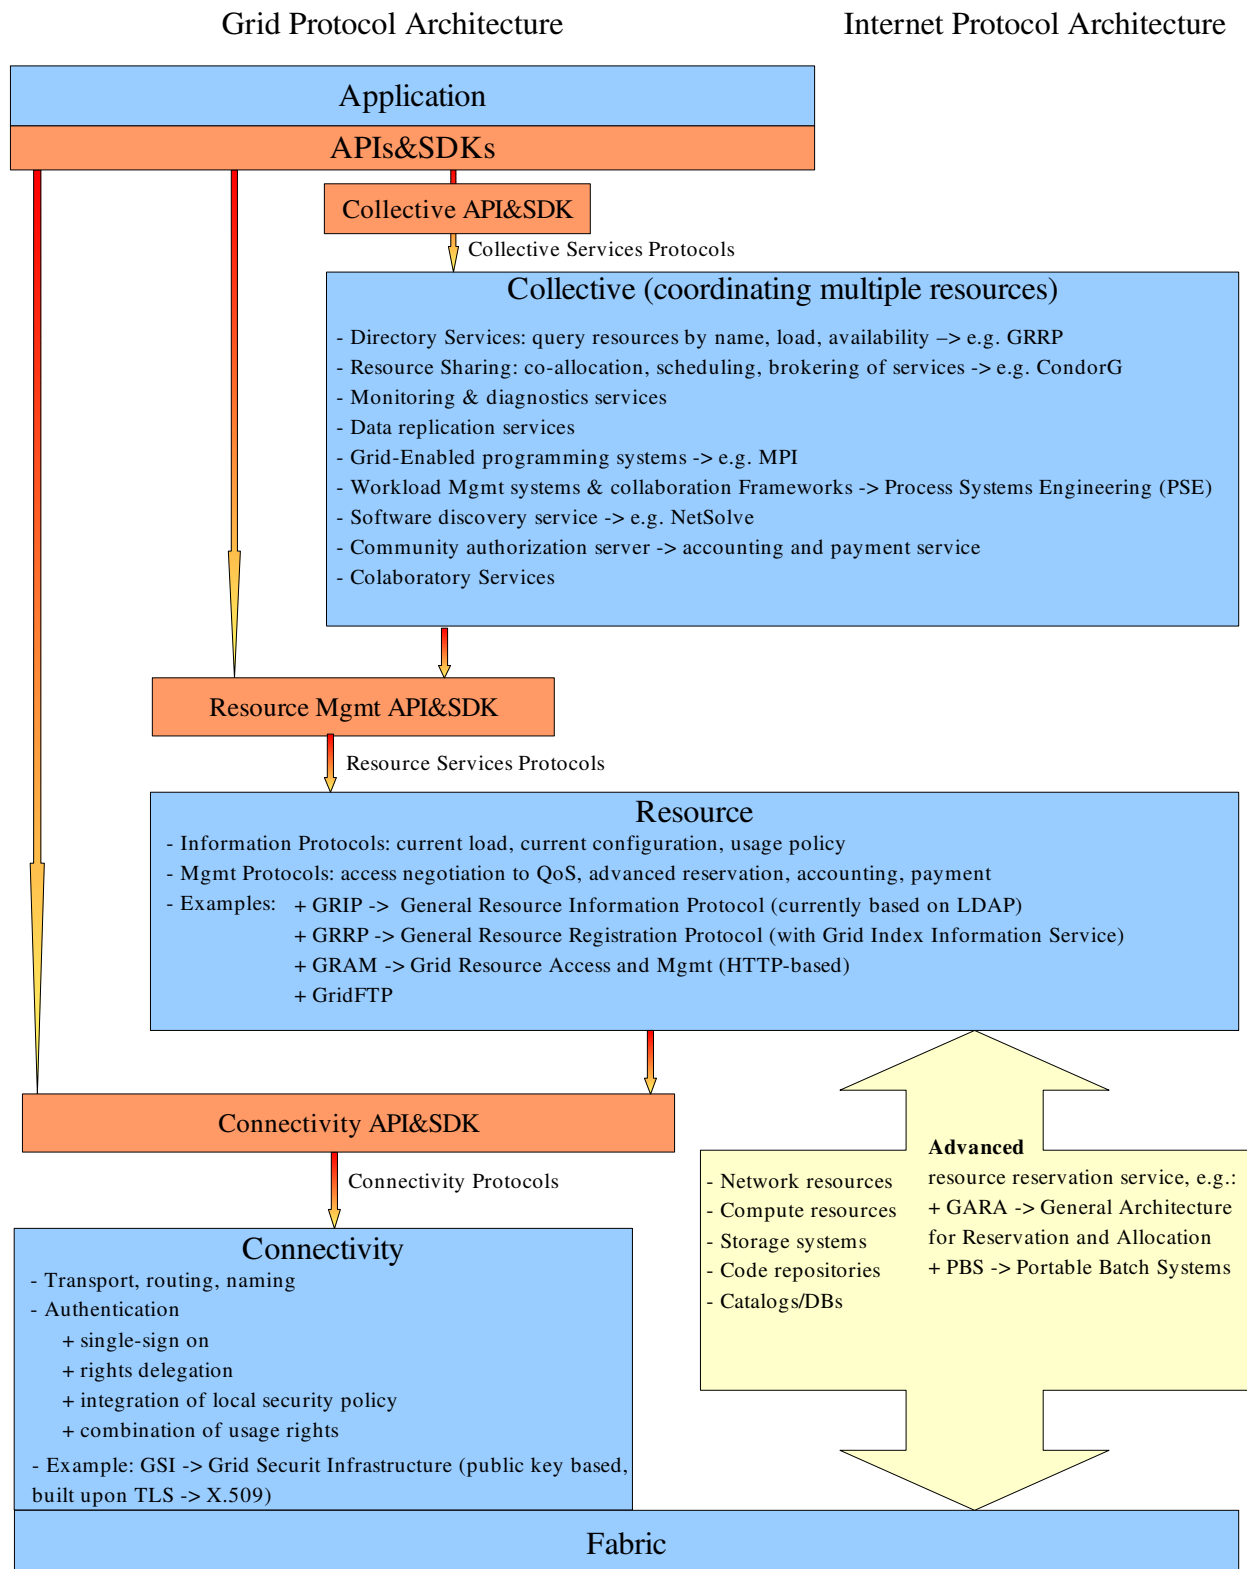 Grid Protocol Architecture
Internet Protocol Architecture
Application
APIs&SDKs
Collective API&SDK
Collective Services Protocols
Collective (coordinating multiple resources)
- Directory Services: query resources by name, load, availability –> e.g. GRRP
- Resource Sharing: co-allocation, scheduling, brokering of services -> e.g. CondorG
- Monitoring & diagnostics services
- Data replication services
- Grid-Enabled programming systems -> e.g. MPI
- Workload Mgmt systems & collaboration Frameworks -> Process Systems Engineering (PSE)
- Software discovery service -> e.g. NetSolve
- Community authorization server -> accounting and payment service
- Colaboratory Services
Resource Mgmt API&SDK
Resource Services Protocols
Resource
- Information Protocols: current load, current configuration, usage policy
- Mgmt Protocols: access negotiation to QoS, advanced reservation, accounting, payment
- Examples: + GRIP -> General Resource Information Protocol (currently based on LDAP)
+ GRRP -> General Resource Registration Protocol (with Grid Index Information Service)
+ GRAM -> Grid Resource Access and Mgmt (HTTP-based)
+ GridFTP
Connectivity API&SDK
Connectivity Protocols
Connectivity
- Transport, routing, naming
- Authentication
+ single-sign on
+ rights delegation
+ integration of local security policy
+ combination of usage rights
- Example: GSI -> Grid Securit Infrastructure (public key based,
built upon TLS -> X.509)
- Network resources
- Compute resources
- Storage systems
- Code repositories
- Catalogs/DBs
Advanced
resource reservation service, e.g.:
+ GARA -> General Architecture
for Reservation and Allocation
+ PBS -> Portable Batch Systems
Fabric